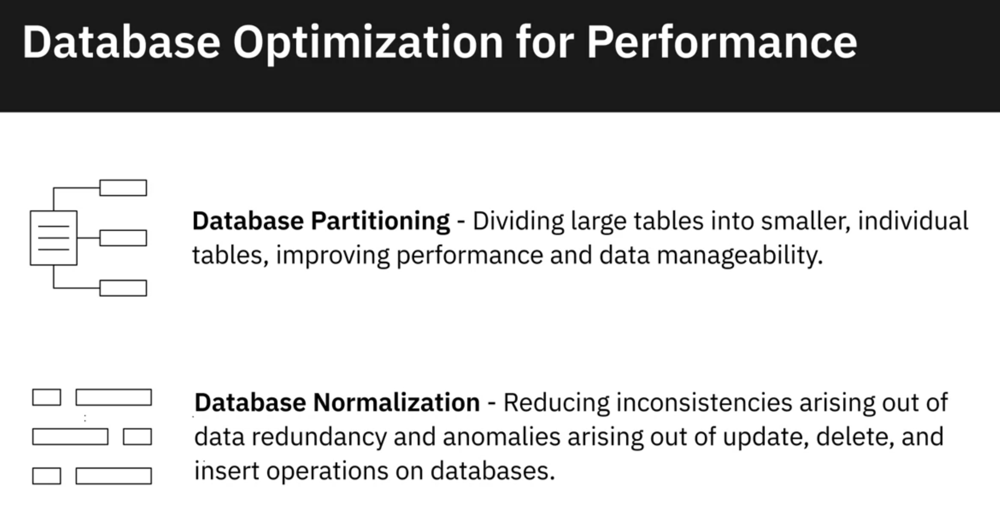 Database Optimization for Performance
Database Partitioning - Dividing large tables into smaller, individual
tables, improving performance and data manageability.
Database Normalization - Reducing inconsistencies arising out of
data redundancy and anomalies arising out of update, delete, and
insert operations on databases.